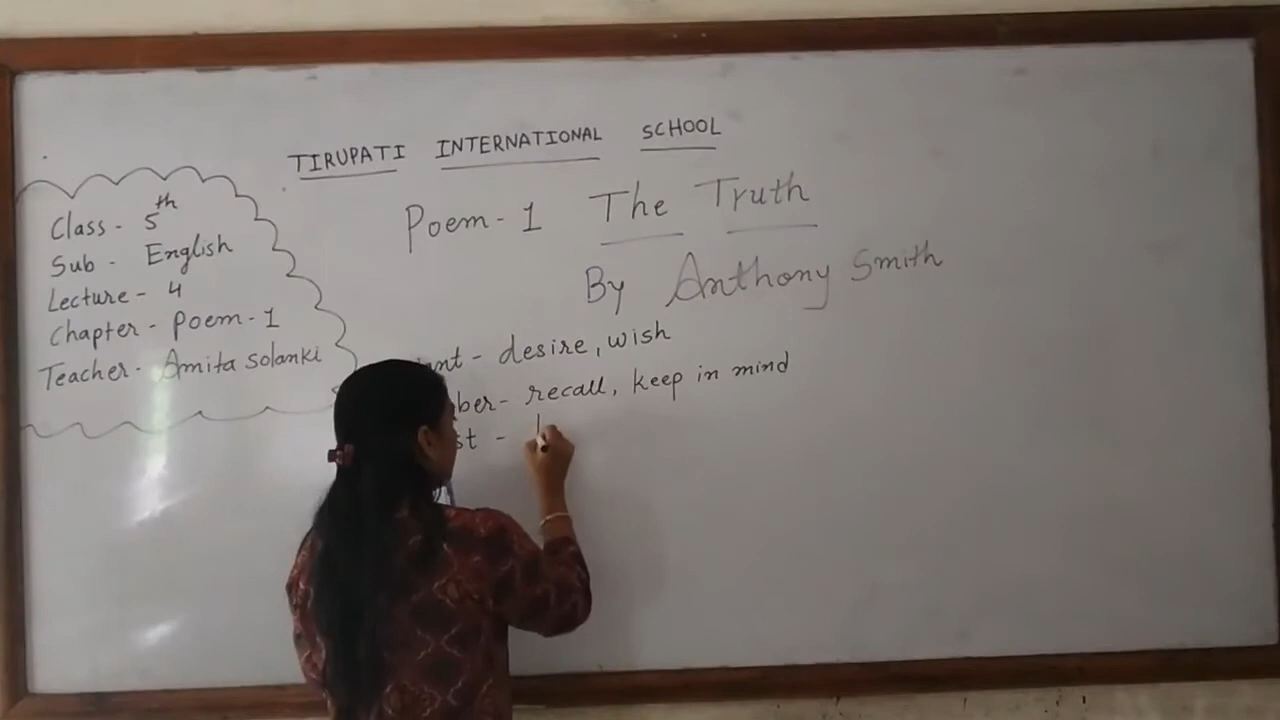 TIRUPATI INTERNATIONAL SCHOOL
Class - 5th
Sub - English
Lecture - 4
Chapter - Poem - 1
Teacher - Amita Solanki
Poem - 1 The Truth
By Anthony Smith
- desire, wish
- recall, keep in mind
-